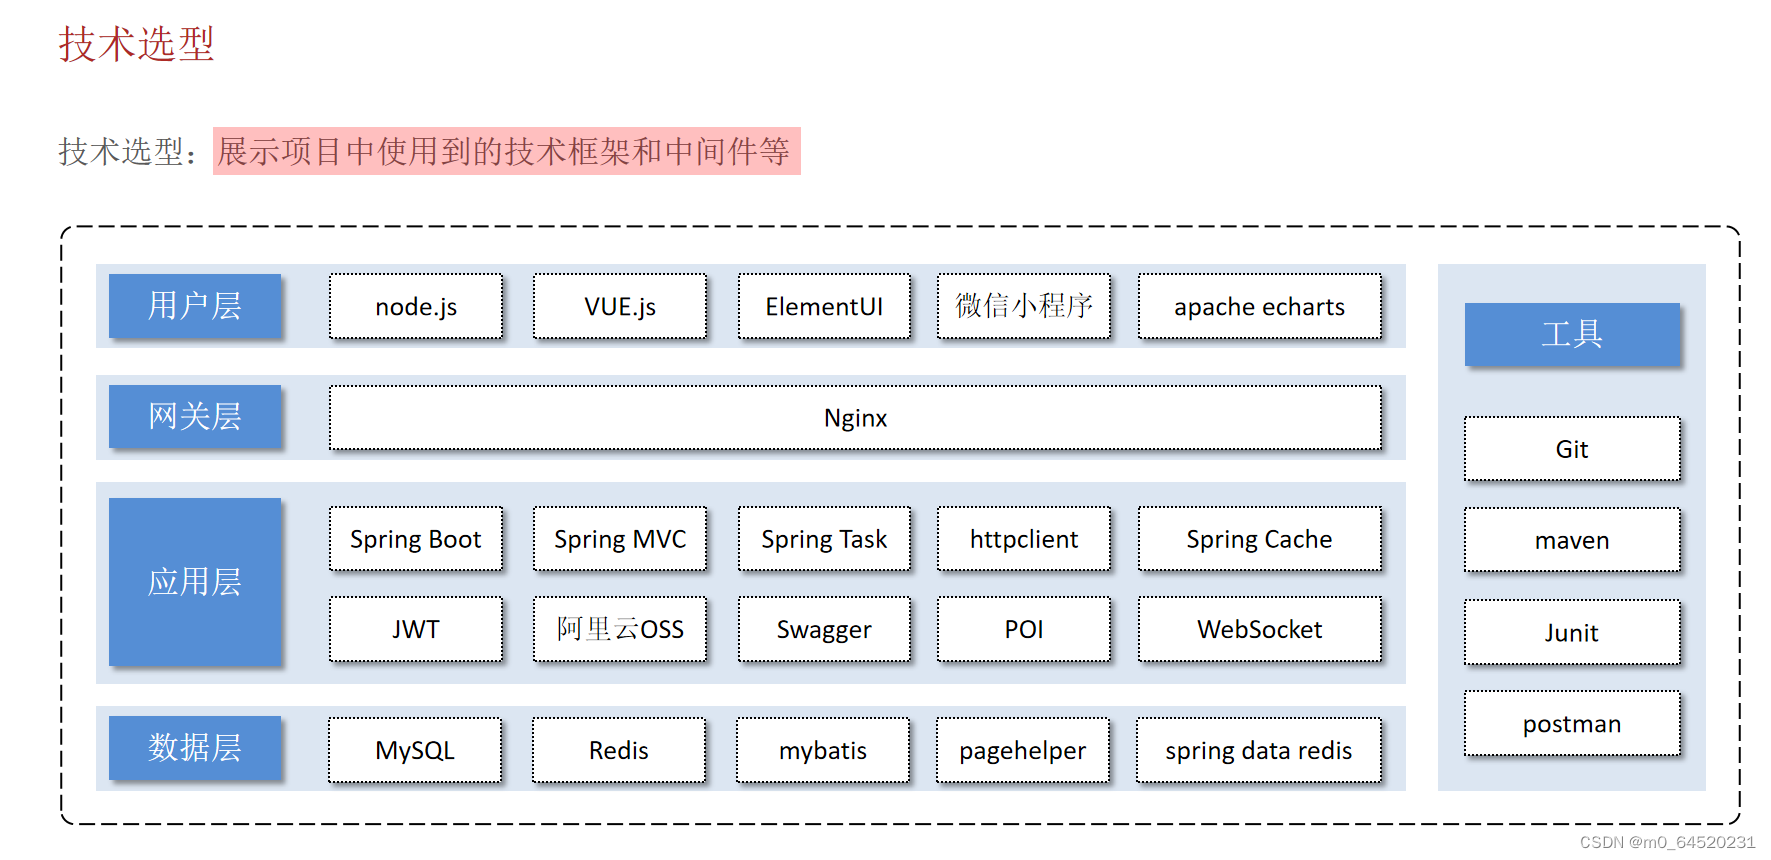 技术选型
技术选型：展示项目中使用到的技术框架和中间件等
用户层
node.js
VUE.js
ElementUI
微信小程序
apache echarts
网关层
Nginx
应用层
Spring Boot
Spring MVC
Spring Task
httpclient
Spring Cache
JWT
阿里云OSS
Swagger
POI
WebSocket
数据层
MySQL
Redis
mybatis
pagehelper
spring data redis
工具
Git
maven
Junit
postman
CSDN @m0_64520231